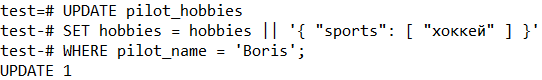 test=# UPDATE pilot_hobbies
test-# SET hobbies = hobbies || '{ "sports": [ "хоккей" ] }'
test-# WHERE pilot_name = 'Boris';
UPDATE 1